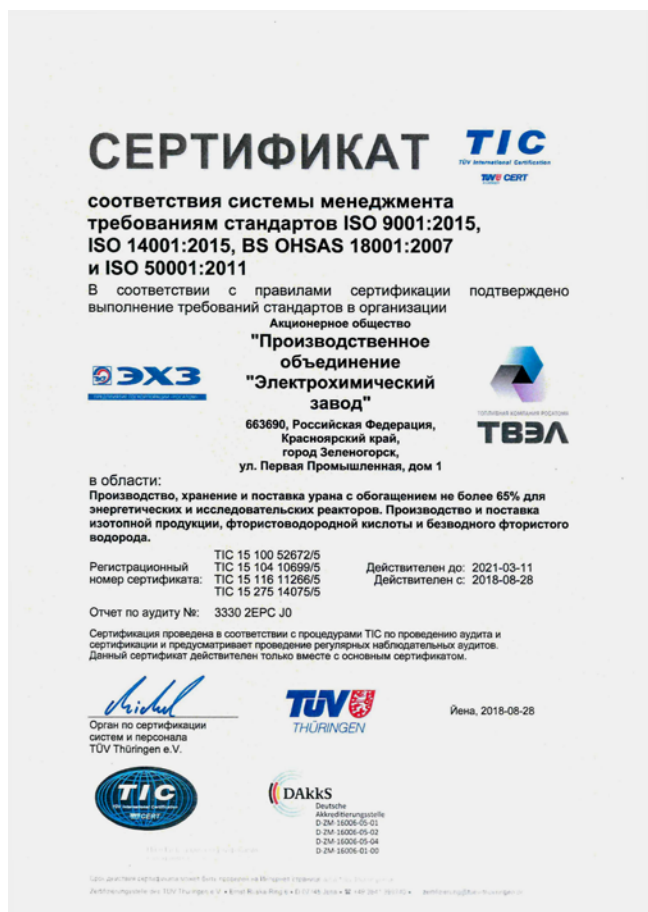 СЕРТИФИКАТ
TIC
TÜV International Certification
TÜV CERT
соответствия системы менеджмента
требованиям стандартов ISO 9001:2015,
ISO 14001:2015, BS OHSAS 18001:2007
и ISO 50001:2011
В соответствии с правилами сертификации подтверждено
выполнение требований стандартов в организации
Акционерное общество
"Производственное
объединение
"Электрохимический
завод"
ЭХЗ
ТОПЛИВНАЯ КОМПАНИЯ РОСАТОМА
ТВЭЛ
663690, Российская Федерация,
Красноярский край,
город Зеленогорск,
ул. Первая Промышленная, дом 1
в области:
Производство, хранение и поставка урана с обогащением не более 65% для
энергетических и исследовательских реакторов. Производство и поставка
изотопной продукции, фтористоводородной кислоты и безводного фтористого
водорода.
Регистрационный
номер сертификата:
TIC 15 100 52672/5
TIC 15 104 10699/5
TIC 15 116 11266/5
TIC 15 275 14075/5
Действителен до: 2021-03-11
Действителен с: 2018-08-28
Отчет по аудиту №: 3330 2EPC J0
Сертификация проведена в соответствии с процедурами TIC по проведению аудита и
сертификации и предусматривает проведение регулярных наблюдательных аудитов.
Данный сертификат действителен только вместе с основным сертификатом.
Орган по сертификации
систем и персонала
TÜV Thüringen e.V.
TÜV
THÜRINGEN
Йена, 2018-08-28
TIC
TÜV International Certification
CERT
DAkkS
Deutsche
Akkreditierungsstelle
D-ZM-16006-05-01
D-ZM-16006-05-02
D-ZM-16006-05-04
D-ZM-16006-01-00